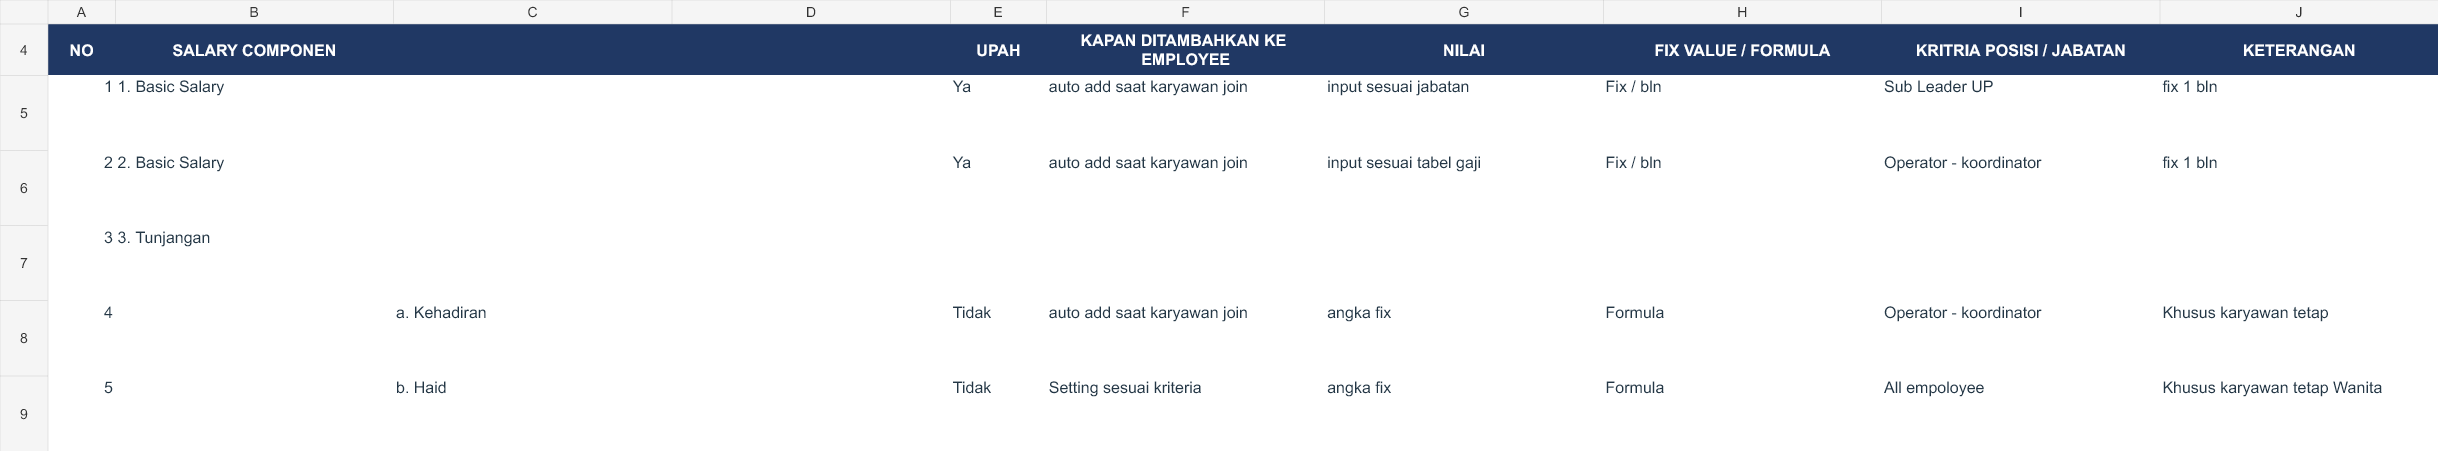 A B C D E F G H I J
4 NO SALARY COMPONEN UPAH KAPAN DITAMBAHKAN KE EMPLOYEE NILAI FIX VALUE / FORMULA KRITRIA POSISI / JABATAN KETERANGAN
5 1 1. Basic Salary Ya auto add saat karyawan join input sesuai jabatan Fix / bln Sub Leader UP fix 1 bln
6 2 2. Basic Salary Ya auto add saat karyawan join input sesuai tabel gaji Fix / bln Operator - koordinator fix 1 bln
7 3 3. Tunjangan
8 4 a. Kehadiran Tidak auto add saat karyawan join angka fix Formula Operator - koordinator Khusus karyawan tetap
9 5 b. Haid Tidak Setting sesuai kriteria angka fix Formula All empoloyee Khusus karyawan tetap Wanita